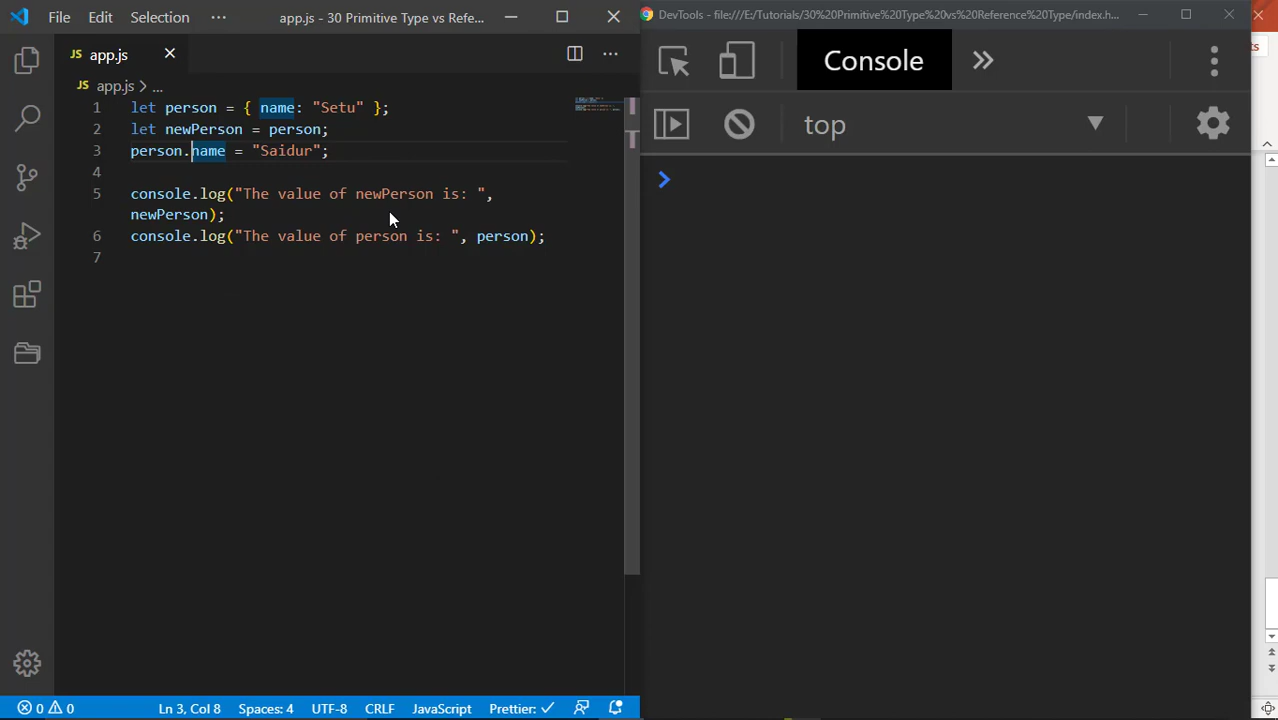 File Edit Selection ··· app.js - 30 Primitive Type vs Refe...
JS app.js
JS app.js > ...
1 let person = { name: "Setu" };
2 let newPerson = person;
3 person.name = "Saidur";
4
5 console.log("The value of newPerson is: ",
newPerson);
6 console.log("The value of person is: ", person);
7
0 0 Ln 3, Col 8 Spaces: 4 UTF-8 CRLF JavaScript Prettier: ✓
DevTools - file:///E:/Tutorials/30%20Primitive%20Type%20vs%20Reference%20Type/index.h...
Console
top
ts